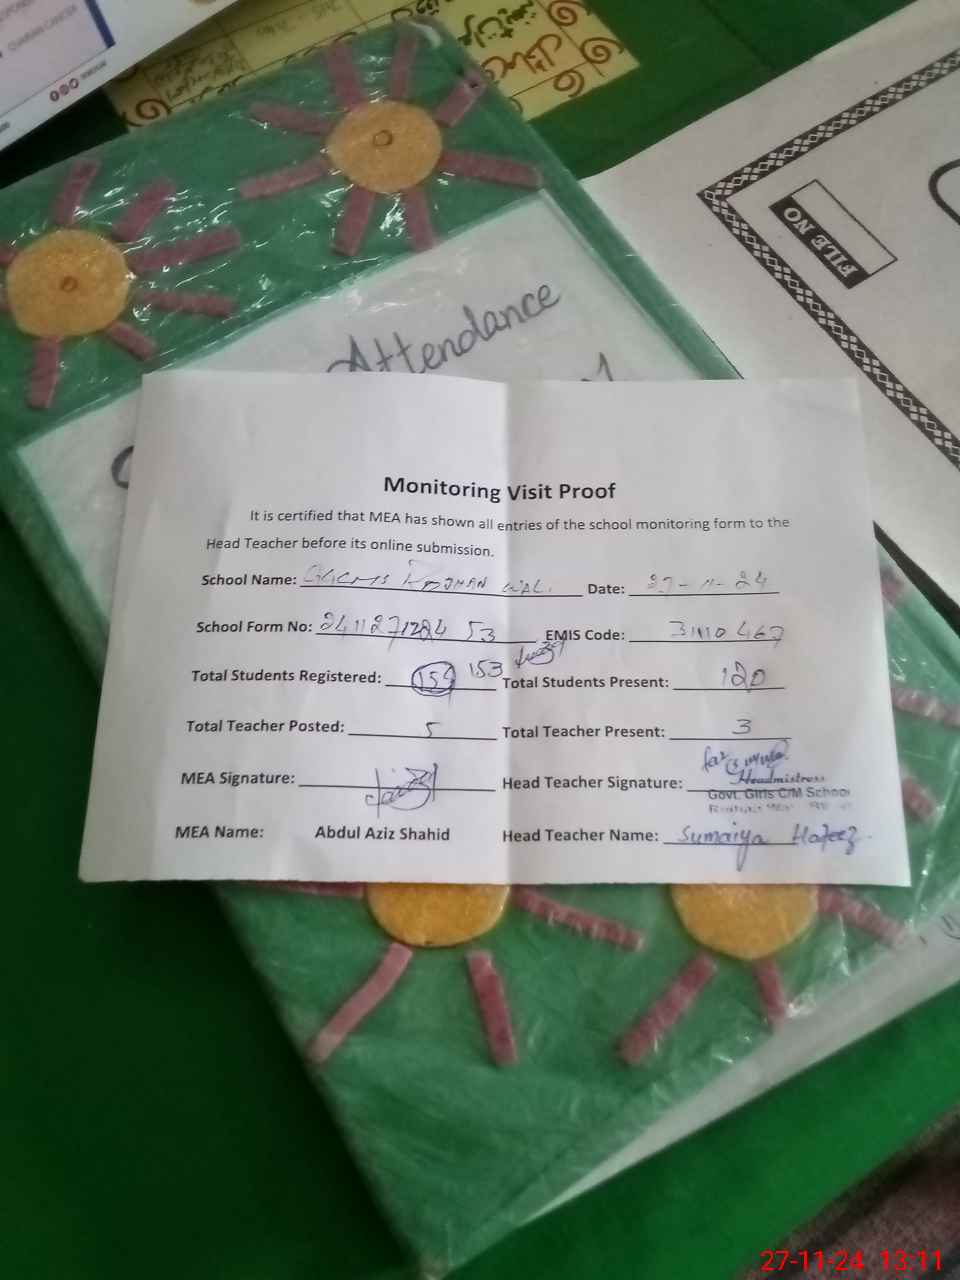 FILE NO
Attendance
Monitoring Visit Proof
It is certified that MEA has shown all entries of the school monitoring form to the
Head Teacher before its online submission.
School Name: Date: 27-11-24
School Form No: 241127122453 EMIS Code: 31110467
Total Students Registered: 153 Total Students Present: 120
Total Teacher Posted: 5 Total Teacher Present: 3
MEA Signature: Head Teacher Signature:
Headmistress
Govt. Girls C/M School
MEA Name: Abdul Aziz Shahid Head Teacher Name: Sumaiya Hafeez
27-11-24 13:11